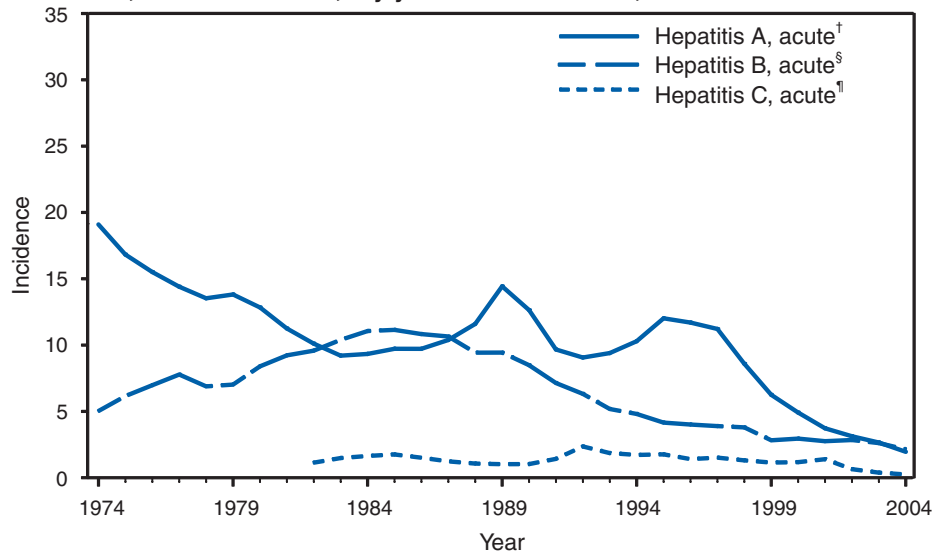 35
30
25
20
15
10
5
0
Incidence
Hepatitis A, acute†
Hepatitis B, acute§
Hepatitis C, acute¶
1974 1979 1984 1989 1994 1999 2004
Year